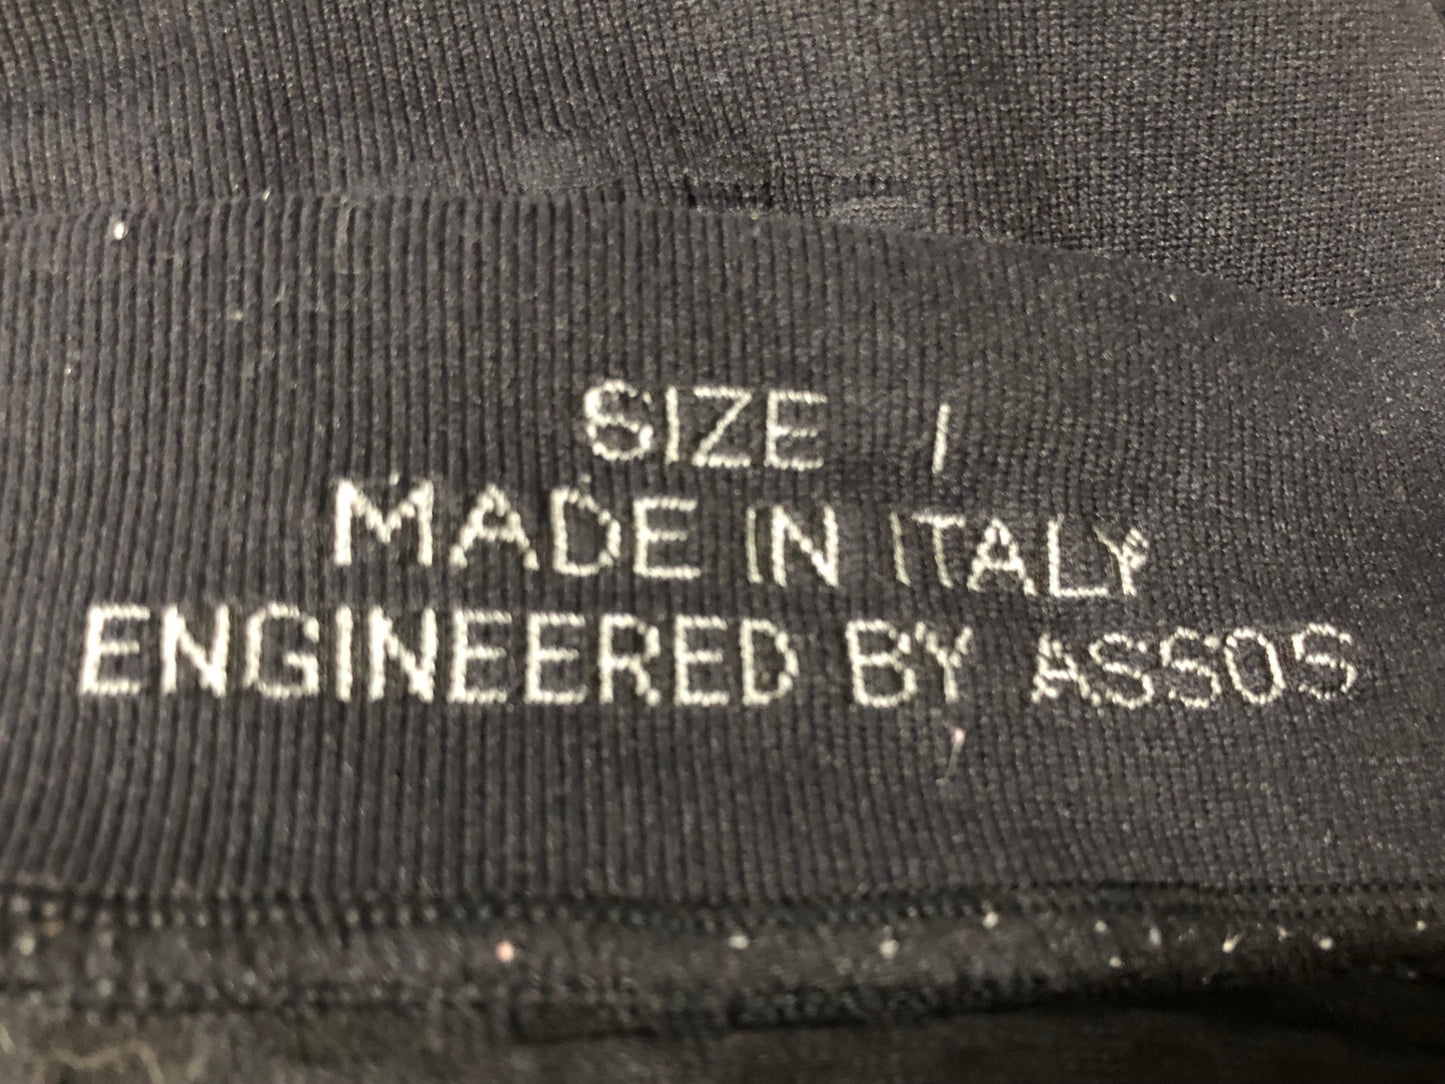 SIZE I
MADE IN ITALY
ENGINEERED BY ASSOS